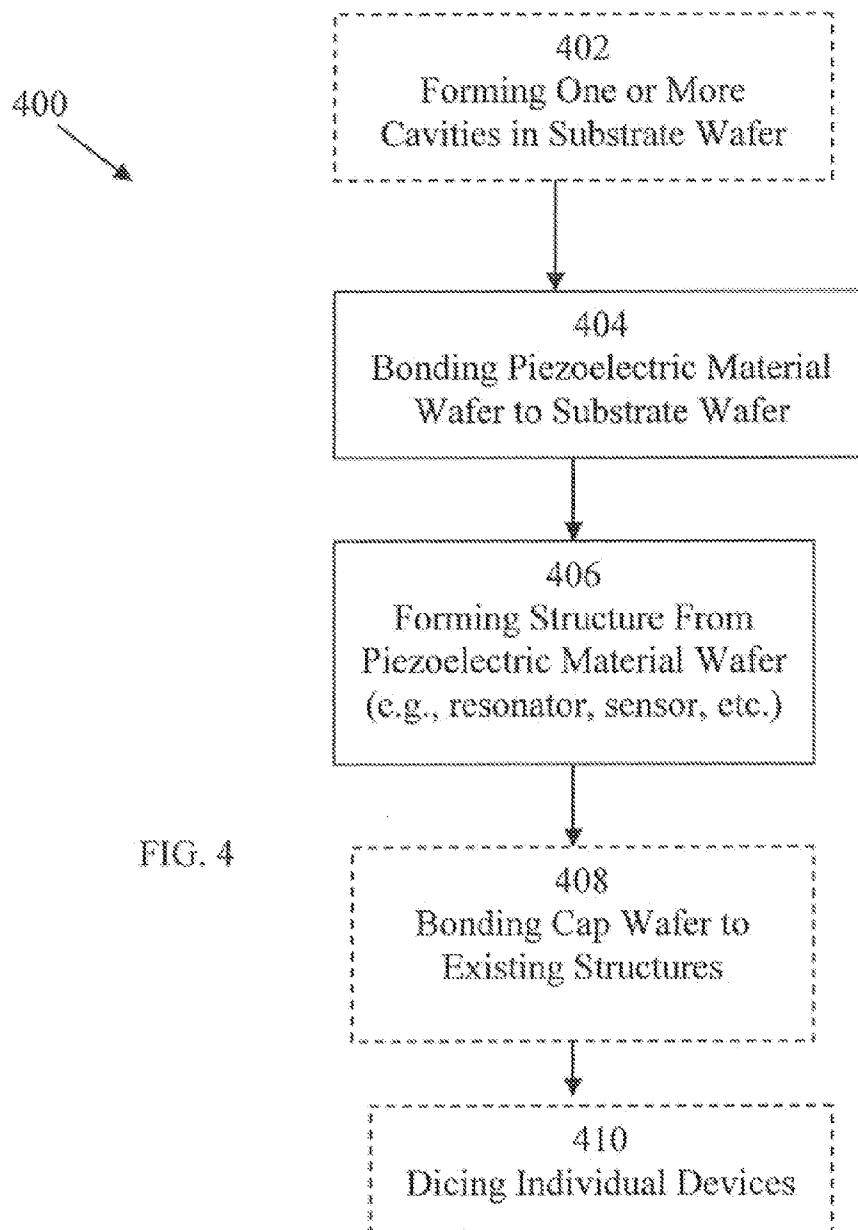 400
402
Forming One or More
Cavities in Substrate Wafer
404
Bonding Piezoelectric Material
Wafer to Substrate Wafer
406
Forming Structure From
Piezoelectric Material Wafer
(e.g., resonator, sensor, etc.)
FIG. 4
408
Bonding Cap Wafer to
Existing Structures
410
Dicing Individual Devices